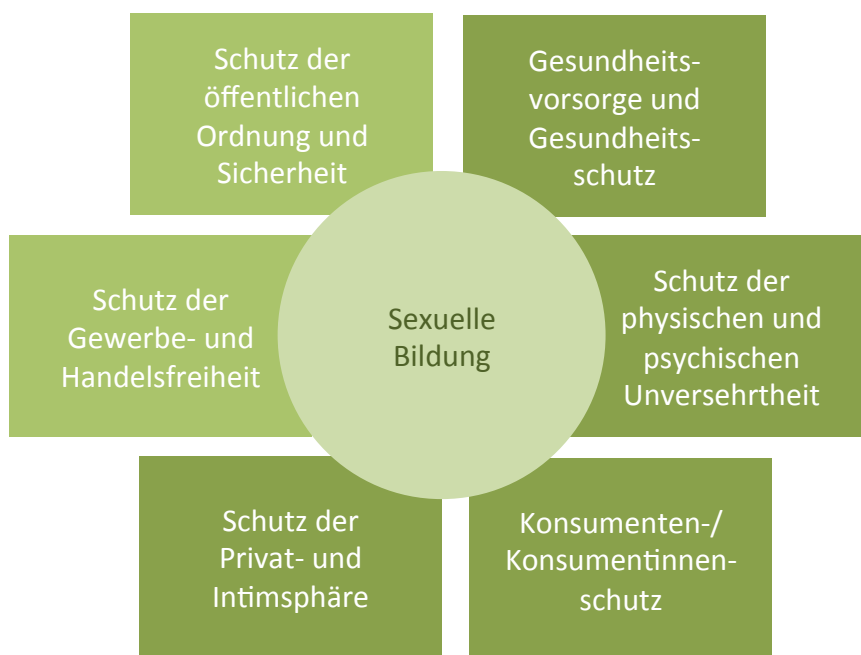 Schutz der
öffentlichen
Ordnung und
Sicherheit
Gesundheits-
vorsorge und
Gesundheits-
schutz
Schutz der
Gewerbe- und
Handelsfreiheit
Sexuelle
Bildung
Schutz der
physischen und
psychischen
Unversehrtheit
Schutz der
Privat- und
Intimsphäre
Konsumenten-/
Konsumentinnen-
schutz